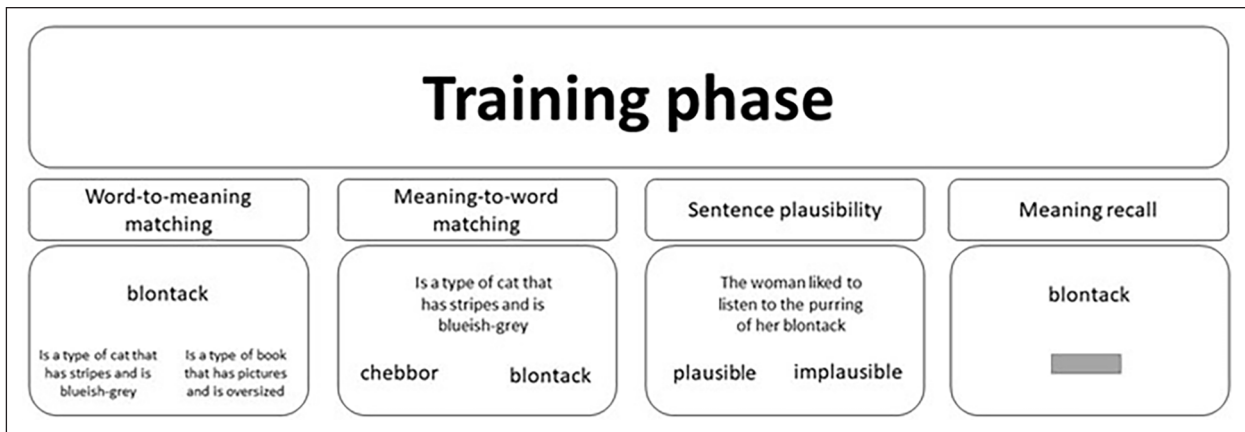 Training phase
Word-to-meaning
matching
Meaning-to-word
matching
Sentence plausibility
Meaning recall
blontack
Is a type of cat that
has stripes and is
blueish-grey
Is a type of book
that has pictures
and is oversized
Is a type of cat that
has stripes and is
blueish-grey
chebbor
blontack
The woman liked to
listen to the purring
of her blontack
plausible
implausible
blontack